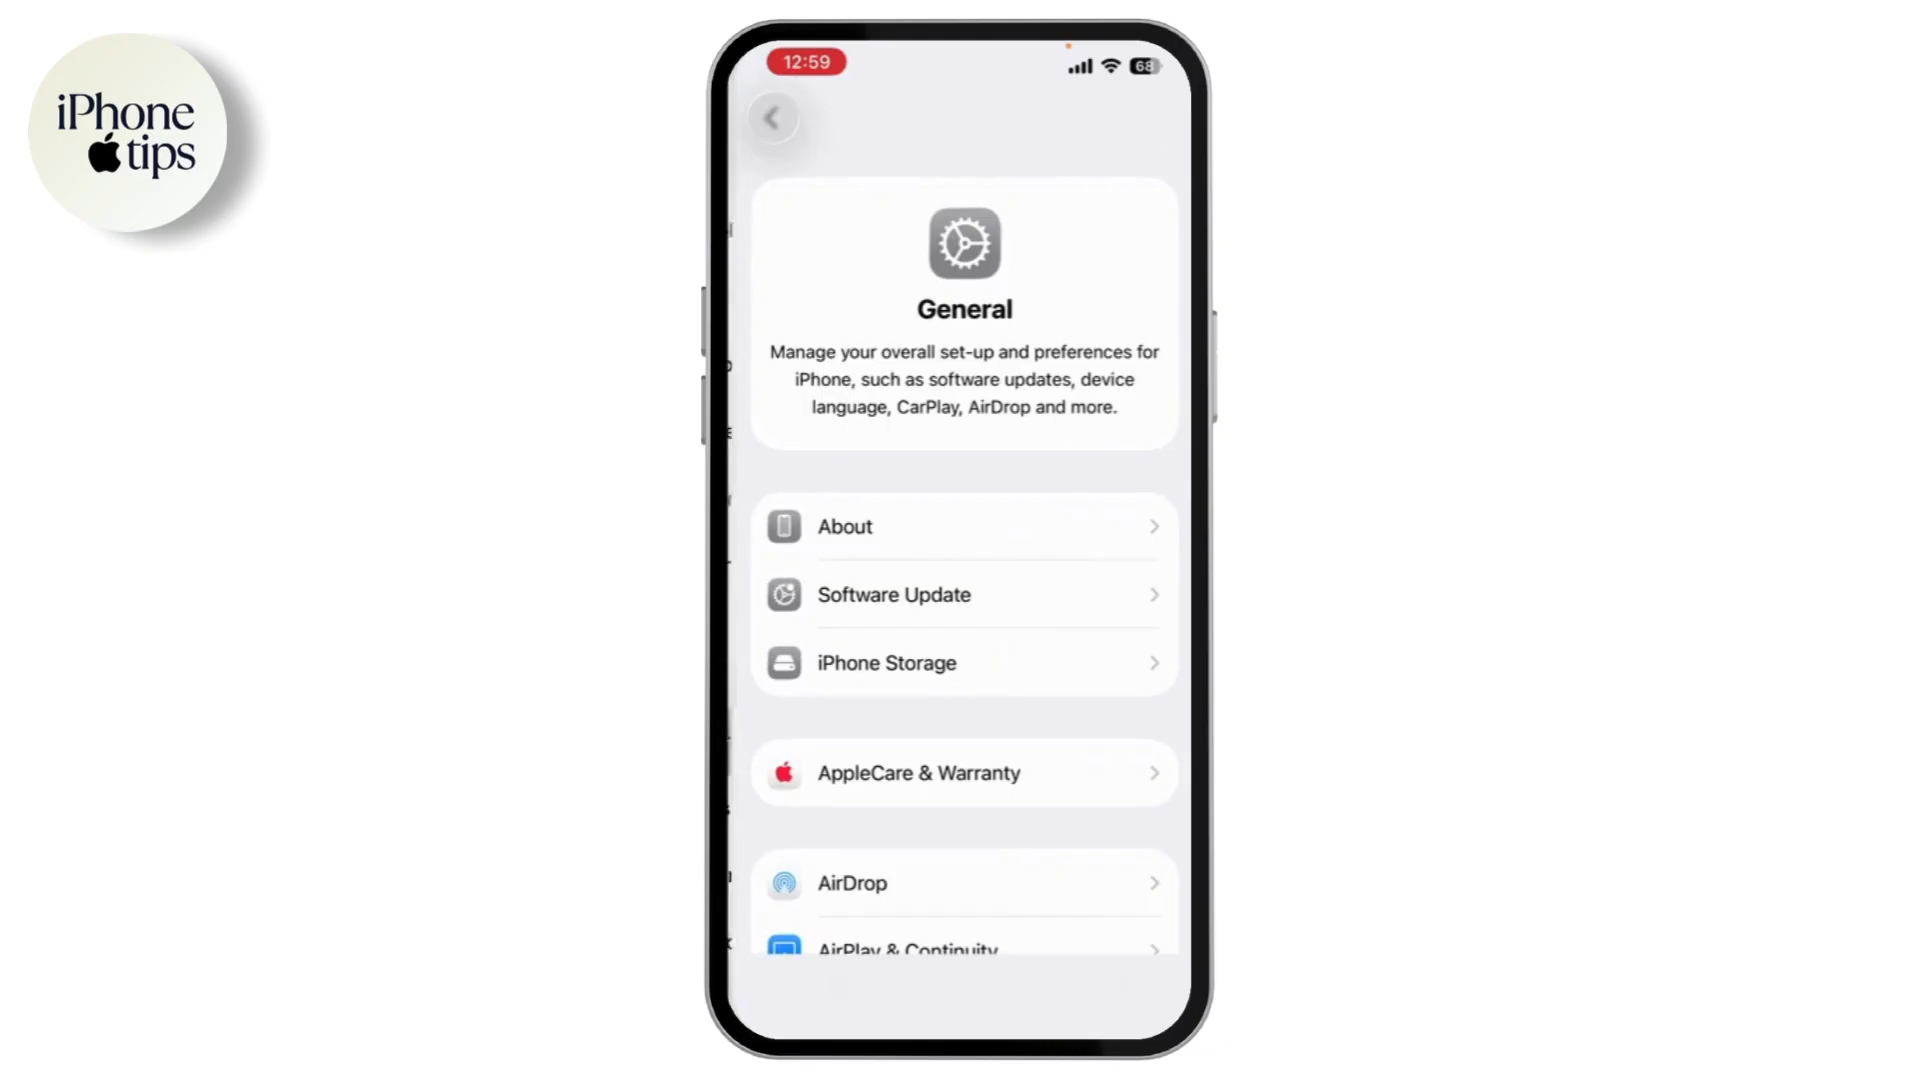 iPhone
tips
12:59
68
General
Manage your overall set-up and preferences for
iPhone, such as software updates, device
language, CarPlay, AirDrop and more.
About
Software Update
iPhone Storage
AppleCare & Warranty
AirDrop
AirPlay & Continuity